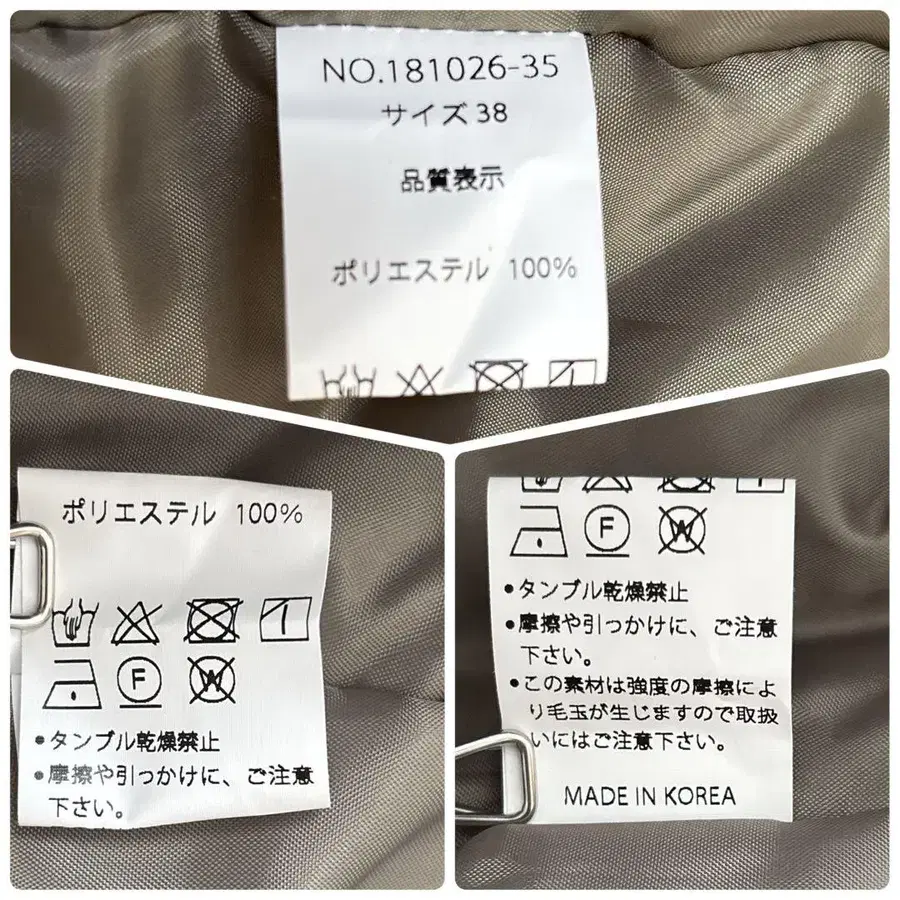 NO.181026-35
サイズ38
品質表示
ポリエステル 100%
ポリエステル 100%
F
W
•タンブル乾燥禁止
•摩擦や引っかけに、ご注意
下さい。
F
W
•タンブル乾燥禁止
•摩擦や引っかけに、ご注意
下さい。
•この素材は強度の摩擦によ
り毛玉が生じますので取扱
いにはご注意下さい。
MADE IN KOREA